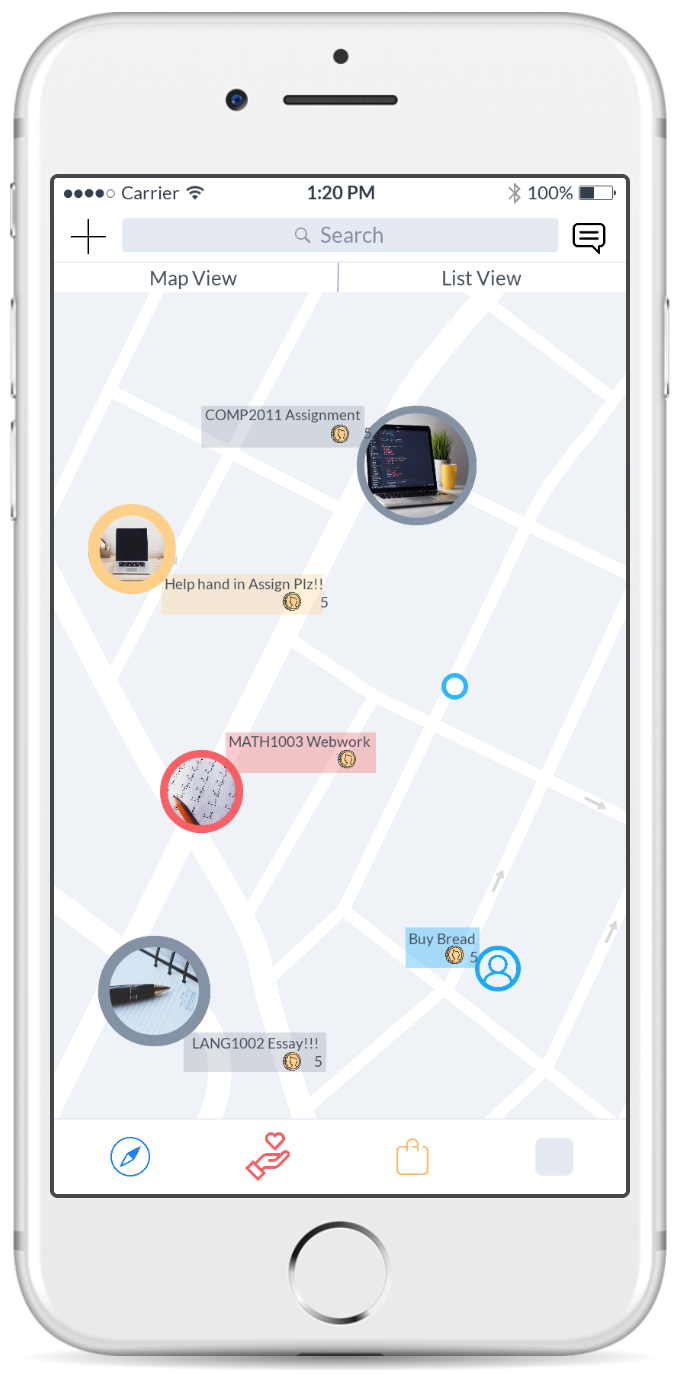 Carrier 1:20 PM 100%
Search
Map View List View
COMP2011 Assignment
5
Help hand in Assign Plz!!
5
MATH1003 Webwork
Buy Bread
5
LANG1002 Essay!!!
5